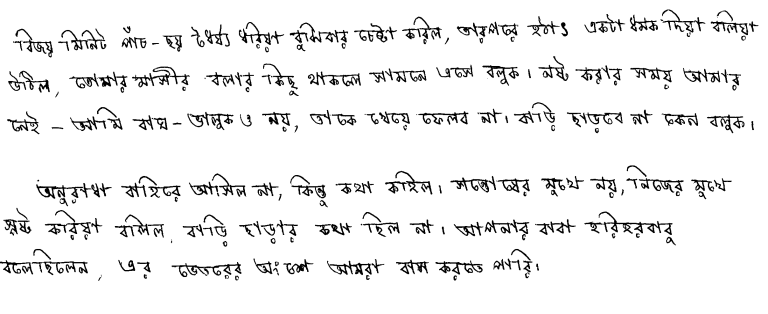 বিজয় মিনিট পাঁচ-ছয় ধৈর্য্য ধরিয়া বুঝিবার চেষ্টা করিল, তারপরে হঠাৎ একটা ধমক দিয়া বলিয়া
উঠিল, তোমার মাসীর বলার কিছু থাকলে সামনে এসে বলুক। নষ্ট করার সময় আমার
নেই - আমি বাঘ-ভালুকও নয়, তাকে খেয়ে ফেলব না। বাড়ি ছাড়বে না কেন বলুক।
অনুরাধা বাহিরে আসিল না, কিন্তু কথা কহিল। সন্তোষের মুখে নয়, নিজের মুখে
স্পষ্ট করিয়া বলিল, বাড়ি ছাড়ার কথা ছিল না। আপনার বাবা হরিহরবাবু
বলেছিলেন, এর ভেতরের অংশে আমরা বাস করতে পারি।